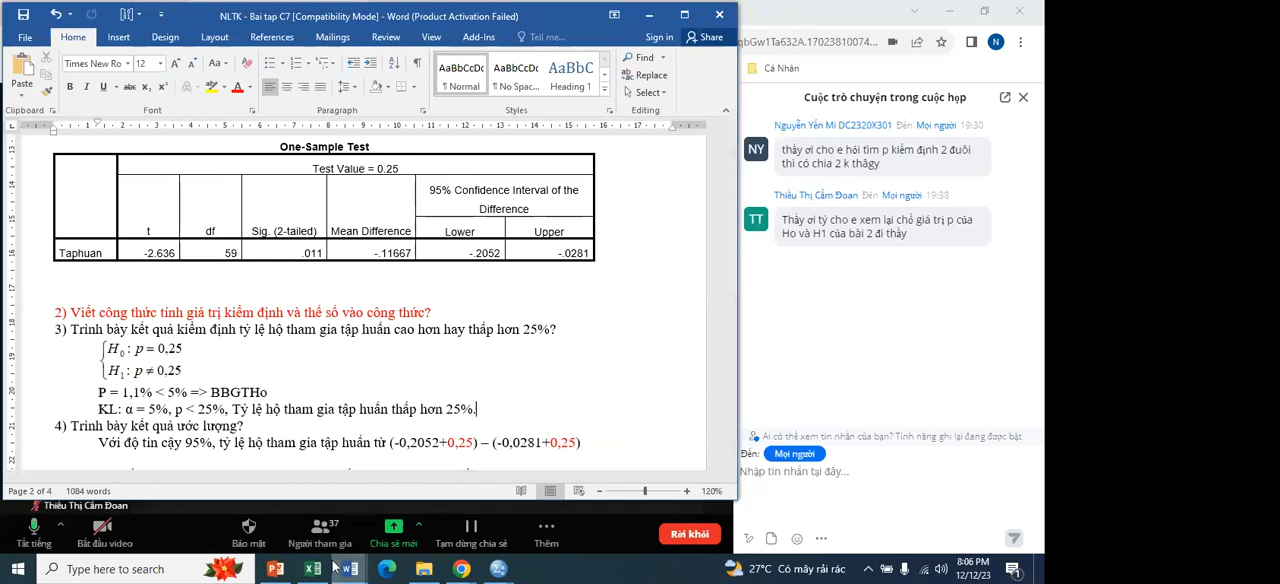 NLTK - Bai tap C7 [Compatibility Mode] - Word (Product Activation Failed)
File Home Insert Design Layout References Mailings Review View Add-Ins Tell me... Sign in Share
Paste
Times New Ro 12
AaBbCcDc AaBbCcDc AaBbC
¶ Normal ¶ No Spac... Heading 1
Find
Replace
Select
Clipboard Font Paragraph Styles Editing
One-Sample Test
Test Value = 0.25
95% Confidence Interval of the
Difference
t df Sig. (2-tailed) Mean Difference Lower Upper
Taphuan -2.636 59 .011 -.11667 -.2052 -.0281
2) Viết công thức tính giá trị kiểm định và thế số vào công thức?
3) Trình bày kết quả kiểm định tỷ lệ hộ tham gia tập huấn cao hơn hay thấp hơn 25%?
H0 : p = 0,25
H1 : p ≠ 0,25
P = 1,1% < 5% => BBGTHo
KL: α = 5%, p < 25%, Tỷ lệ hộ tham gia tập huấn thấp hơn 25%.
4) Trình bày kết quả ước lượng?
Với độ tin cậy 95%, tỷ lệ hộ tham gia tập huấn từ (-0,2052+0,25) – (-0,0281+0,25)
Page 2 of 4 1084 words 120%
Thiều Thị Cẩm Đoan
Tắt tiếng Bắt đầu video Bảo mật 37 Người tham gia Chia sẻ mới Tạm dừng chia sẻ Thêm Rời khỏi
qbGw1Ta632A.17023810074...
N
Cá Nhân
Cuộc trò chuyện trong cuộc họp
Nguyễn Yến Mi DC2320X301 Đến Mọi người 19:30
NY
thầy ơi cho e hỏi tìm p kiểm định 2 đuôi
thì có chia 2 k thâgy
Thiều Thị Cẩm Đoan Đến Mọi người 19:38
TT
Thầy ơi tý cho e xem lại chể giá trị p của
Ho và H1 của bài 2 đi thầy
Ai có thể xem tin nhắn của bạn? Tính năng ghi lại đang được bật
Đến: Mọi người
Nhập tin nhắn tại đây...
Type here to search
27°C Có mây rải rác
8:06 PM
12/12/23